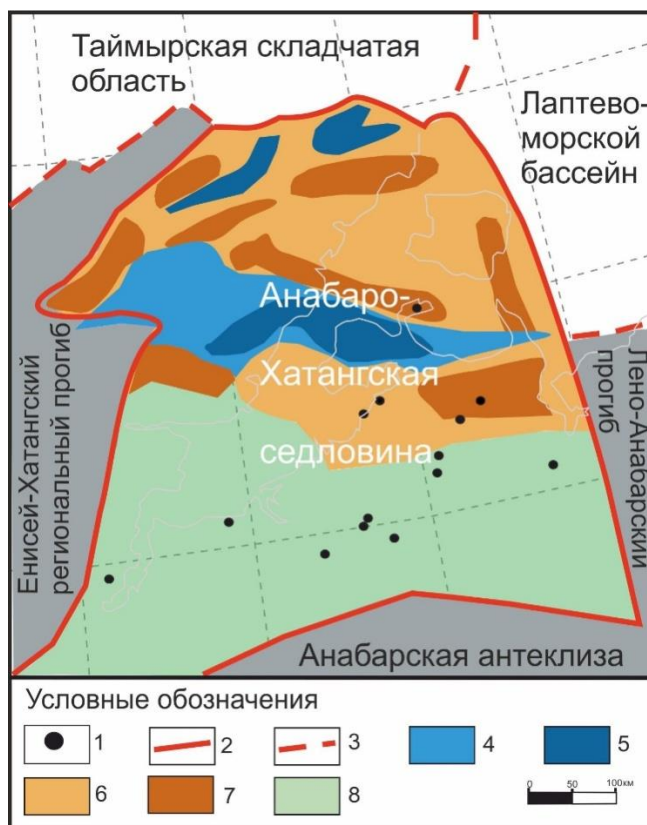 Таймырская складчатая
область
Лаптево-
морской
бассейн
Анабаро-
Хатангская
седловина
Енисей-Хатангский
региональный прогиб
Лено-Анабарский
прогиб
Анабарская антеклиза
Условные обозначения
1 2 3 4 5
6 7 8 0 50 100км